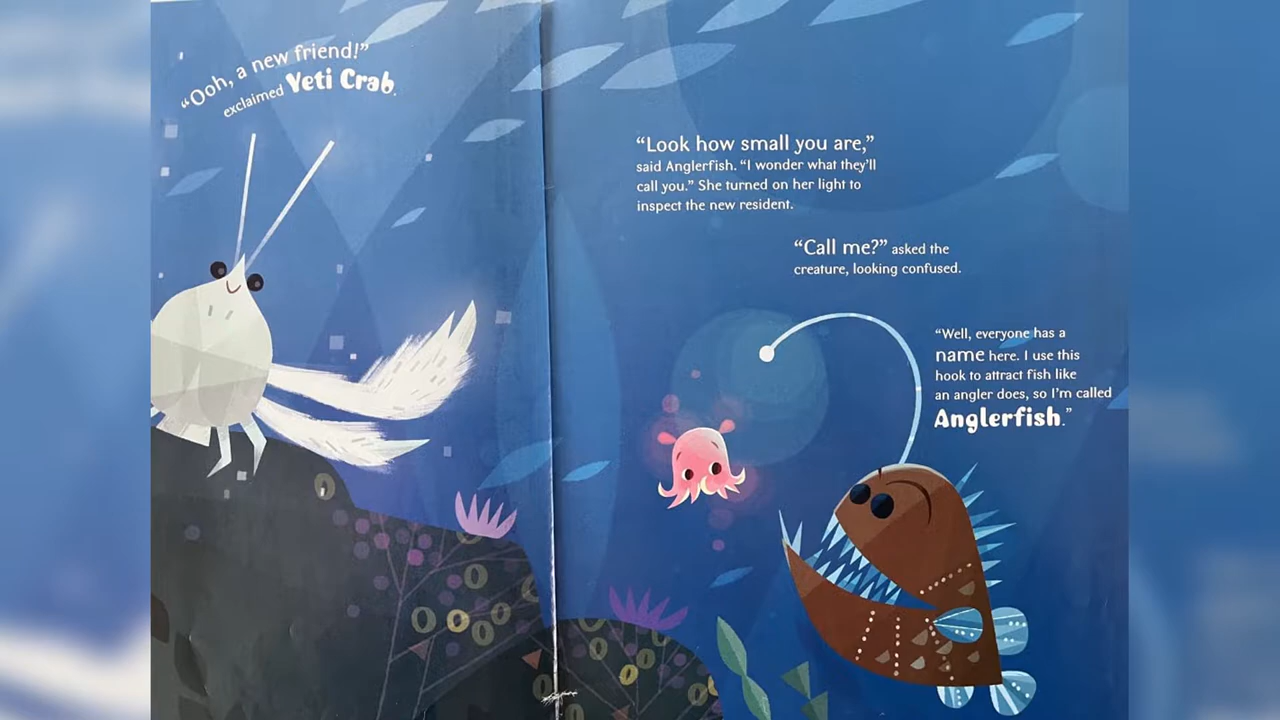 “Ooh, a new friend!”
exclaimed Yeti Crab.
“Look how small you are,”
said Anglerfish. “I wonder what they’ll
call you.” She turned on her light to
inspect the new resident.
“Call me?” asked the
creature, looking confused.
“Well, everyone has a
name here. I use this
hook to attract fish like
an angler does, so I’m called
Anglerfish.”